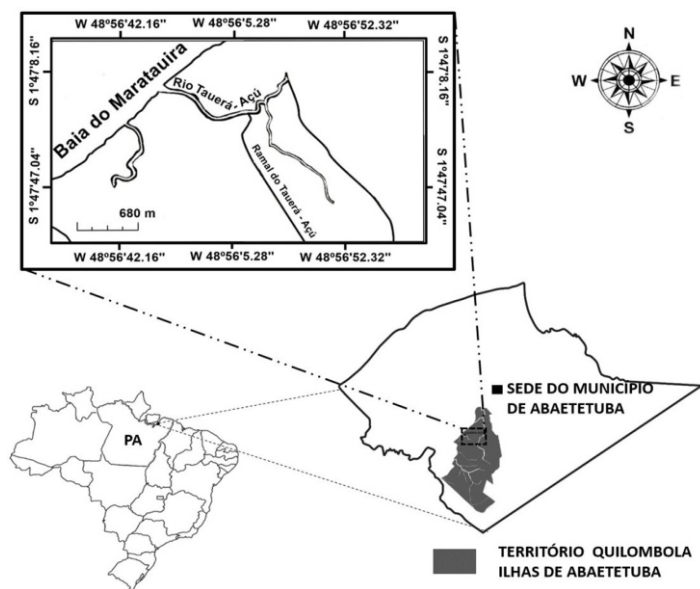 W 48º56'42.16" W 48º56'5.28" W 48º56'52.32"
N
W E
S
S 1º47'8.16"
S 1º47'47.04"
S 1º47'8.16"
S 1º47'47.04"
Baia do Maratauira
Rio Tauerá - Açú
Ramal do Tauerá - Açú
680 m
W 48º56'42.16" W 48º56'5.28" W 48º56'52.32"
SEDE DO MUNICÍPIO
DE ABAETETUBA
PA
TERRITÓRIO QUILOMBOLA
ILHAS DE ABAETETUBA